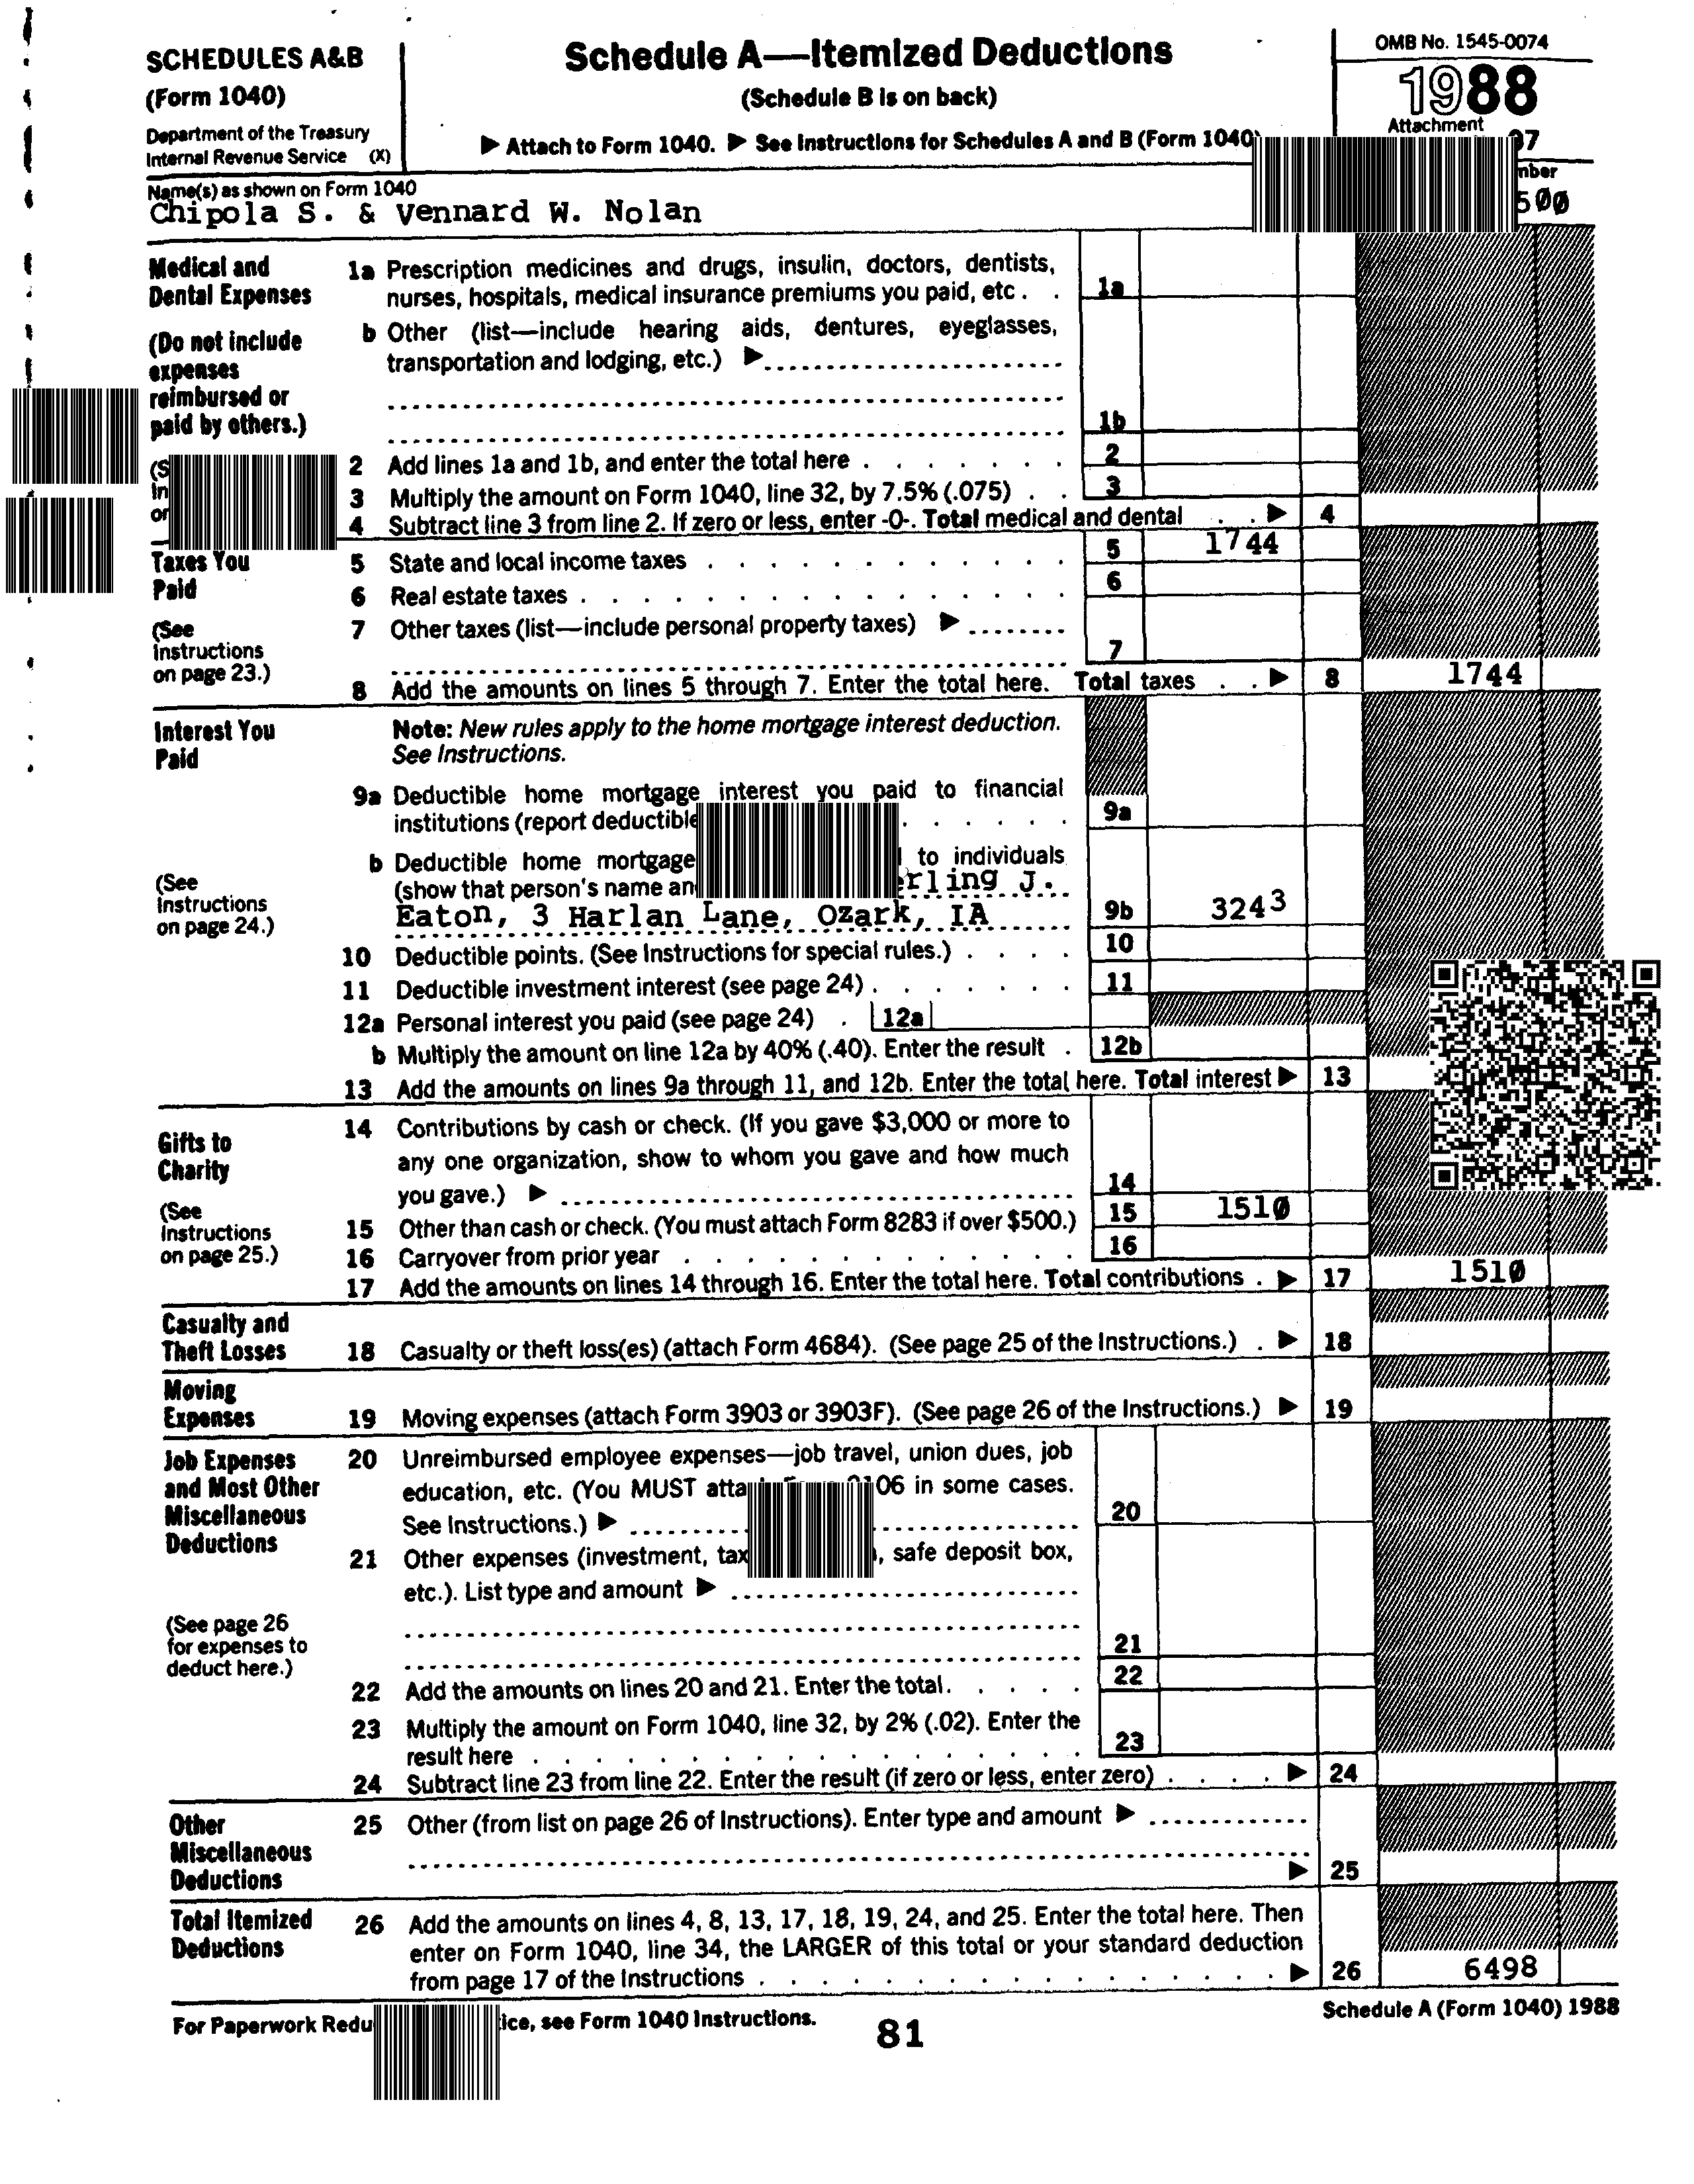 SCHEDULES A&B
(Form 1040)
Department of the Treasury
Internal Revenue Service (X)
Schedule A—Itemized Deductions
(Schedule B is on back)
▶ Attach to Form 1040. ▶ See Instructions for Schedules A and B (Form 1040)
OMB No. 1545-0074
1988
Attachment
07
Name(s) as shown on Form 1040
Chipola S. & Vennard W. Nolan
500
Medical and
Dental Expenses
(Do not include
expenses
reimbursed or
paid by others.)
1a Prescription medicines and drugs, insulin, doctors, dentists,
nurses, hospitals, medical insurance premiums you paid, etc . . 1a
b Other (list—include hearing aids, dentures, eyeglasses,
transportation and lodging, etc.) ▶
1b
2 Add lines 1a and 1b, and enter the total here . . . . . . . 2
3 Multiply the amount on Form 1040, line 32, by 7.5% (.075) . . 3
4 Subtract line 3 from line 2. If zero or less, enter -0-. Total medical and dental . . ▶ 4
Taxes You
Paid
(See
Instructions
on page 23.)
5 State and local income taxes . . . . . . . . . . . . 5 1744
6 Real estate taxes . . . . . . . . . . . . . . . . 6
7 Other taxes (list—include personal property taxes) ▶
7
8 Add the amounts on lines 5 through 7. Enter the total here. Total taxes . . ▶ 8 1744
Interest You
Paid
(See
Instructions
on page 24.)
Note: New rules apply to the home mortgage interest deduction.
See Instructions.
9a Deductible home mortgage interest you paid to financial
institutions (report deductible . . . . . . 9a
b Deductible home mortgage to individuals
(show that person's name J.
Eaton, 3 Harlan Lane, Ozark, IA 9b 3243
10 Deductible points. (See Instructions for special rules.) . . . . 10
11 Deductible investment interest (see page 24) . . . . . . . 11
12a Personal interest you paid (see page 24) . 12a
b Multiply the amount on line 12a by 40% (.40). Enter the result . 12b
13 Add the amounts on lines 9a through 11, and 12b. Enter the total here. Total interest ▶ 13
Gifts to
Charity
(See
Instructions
on page 25.)
14 Contributions by cash or check. (If you gave $3,000 or more to
any one organization, show to whom you gave and how much
you gave.) ▶ 14
15 Other than cash or check. (You must attach Form 8283 if over $500.) 15 1510
16 Carryover from prior year . . . . . . . . . . . . . 16
17 Add the amounts on lines 14 through 16. Enter the total here. Total contributions . ▶ 17 1510
Casualty and
Theft Losses
18 Casualty or theft loss(es) (attach Form 4684). (See page 25 of the Instructions.) . ▶ 18
Moving
Expenses
19 Moving expenses (attach Form 3903 or 3903F). (See page 26 of the Instructions.) ▶ 19
Job Expenses
and Most Other
Miscellaneous
Deductions
(See page 26
for expenses to
deduct here.)
20 Unreimbursed employee expenses—job travel, union dues, job
education, etc. (You MUST in some cases.
See Instructions.) ▶ 20
21 Other expenses (investment, tax safe deposit box,
etc.). List type and amount ▶
21
22 Add the amounts on lines 20 and 21. Enter the total. . . . . 22
23 Multiply the amount on Form 1040, line 32, by 2% (.02). Enter the
result here . . . . . . . . . . . . . . . . . . 23
24 Subtract line 23 from line 22. Enter the result (if zero or less, enter zero) . . . . ▶ 24
Other
Miscellaneous
Deductions
25 Other (from list on page 26 of Instructions). Enter type and amount ▶
▶ 25
Total Itemized
Deductions
26 Add the amounts on lines 4, 8, 13, 17, 18, 19, 24, and 25. Enter the total here. Then
enter on Form 1040, line 34, the LARGER of this total or your standard deduction
from page 17 of the Instructions . . . . . . . . . . . . . . . . . ▶ 26 6498
For Paperwork see Form 1040 Instructions.
81
Schedule A (Form 1040) 1988